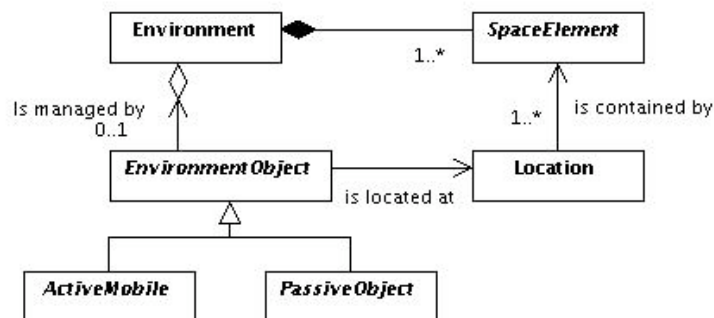 Environment
SpaceElement
1..*
Is managed by
0..1
1..*
is contained by
EnvironmentObject
Location
is located at
ActiveMobile
PassiveObject